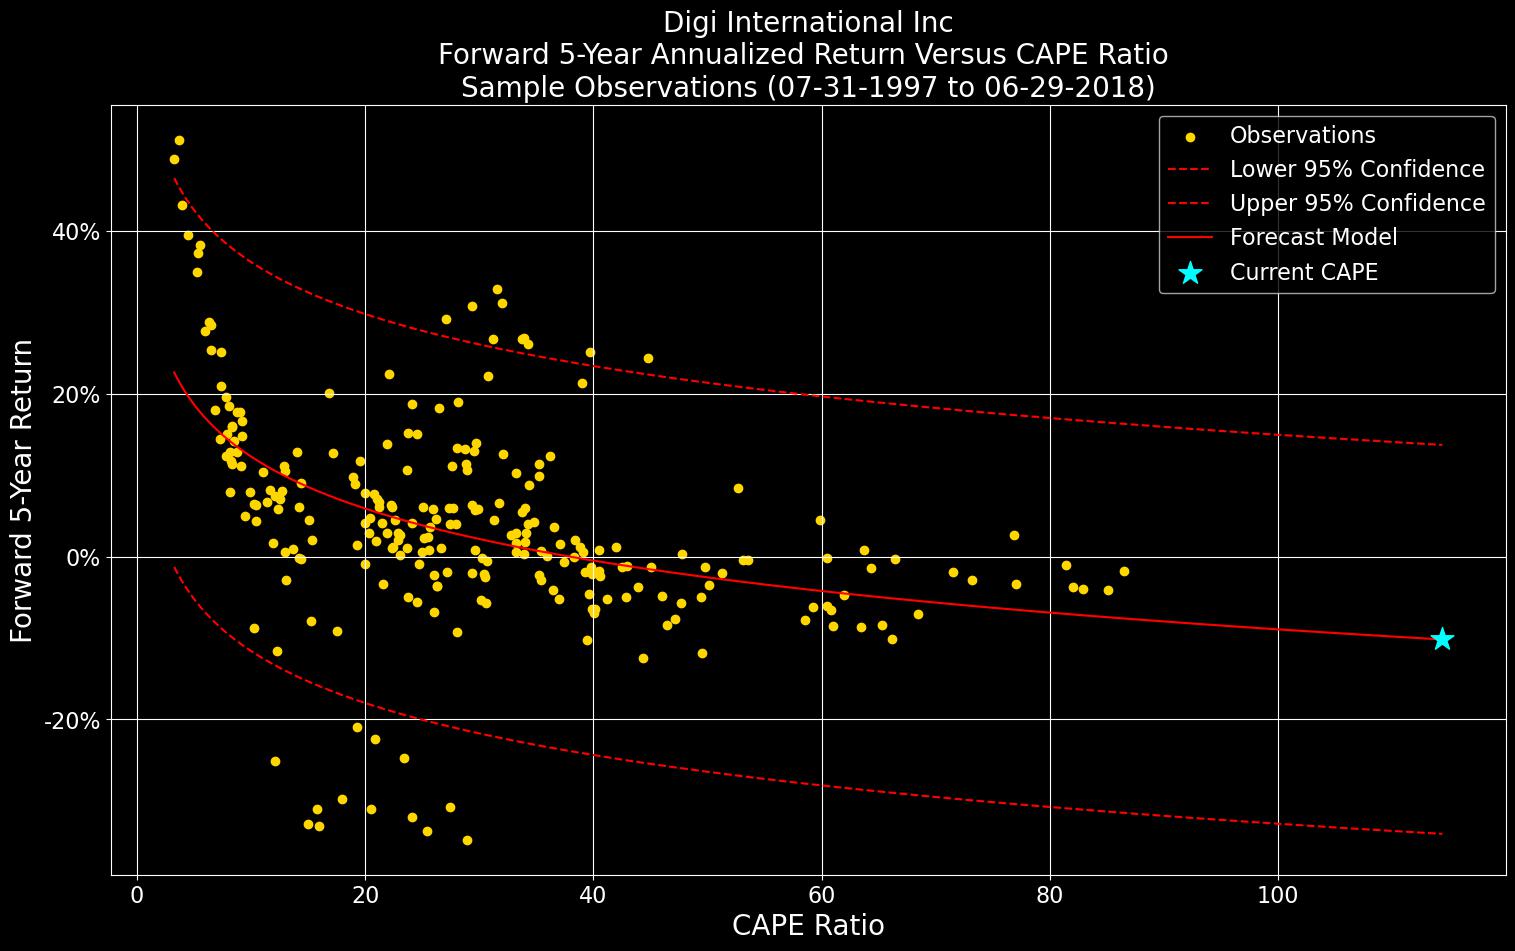 Digi International Inc
Forward 5-Year Annualized Return Versus CAPE Ratio
Sample Observations (07-31-1997 to 06-29-2018)
Observations
Lower 95% Confidence
Upper 95% Confidence
Forecast Model
Current CAPE
Forward 5-Year Return
40%
20%
0%
-20%
0 20 40 60 80 100
CAPE Ratio